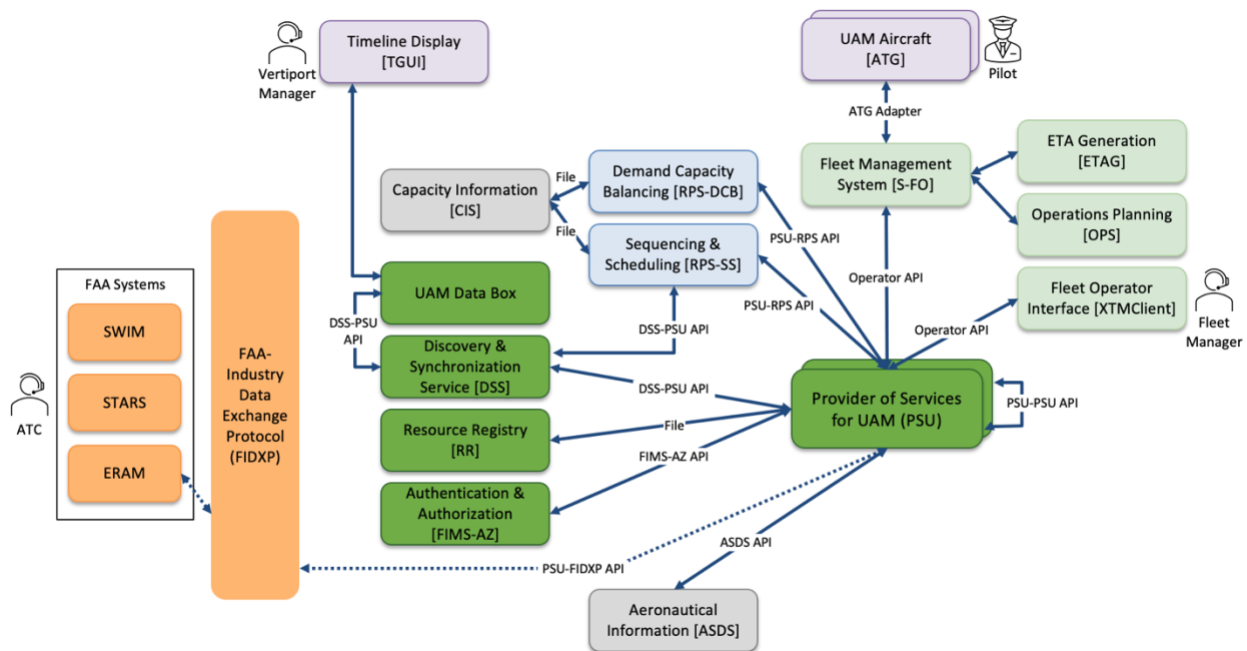 Vertiport
Manager
Timeline Display
[TGUI]
UAM Aircraft
[ATG]
Pilot
ATG Adapter
ETA Generation
[ETAG]
Fleet Management
System [S-FO]
Operations Planning
[OPS]
Capacity Information
[CIS]
File
File
Demand Capacity
Balancing [RPS-DCB]
Sequencing &
Scheduling [RPS-SS]
PSU-RPS API
PSU-RPS API
Operator API
Operator API
Fleet Operator
Interface [XTMClient]
Fleet
Manager
FAA Systems
SWIM
STARS
ERAM
ATC
FAA-
Industry
Data
Exchange
Protocol
(FIDXP)
UAM Data Box
DSS-PSU
API
DSS-PSU API
Discovery &
Synchronization
Service [DSS]
DSS-PSU API
Provider of Services
for UAM (PSU)
PSU-PSU API
Resource Registry
[RR]
File
FIMS-AZ API
Authentication &
Authorization
[FIMS-AZ]
ASDS API
PSU-FIDXP API
Aeronautical
Information [ASDS]